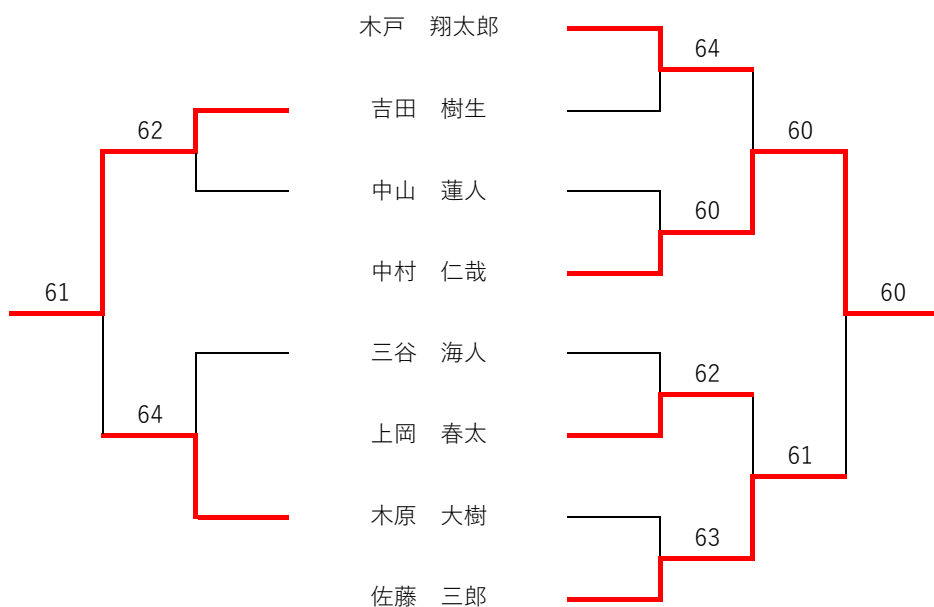 木戸　翔太郎
64
吉田　樹生
62
60
中山　蓮人
60
中村　仁哉
61
60
三谷　海人
62
64
上岡　春太
61
木原　大樹
63
佐藤　三郎